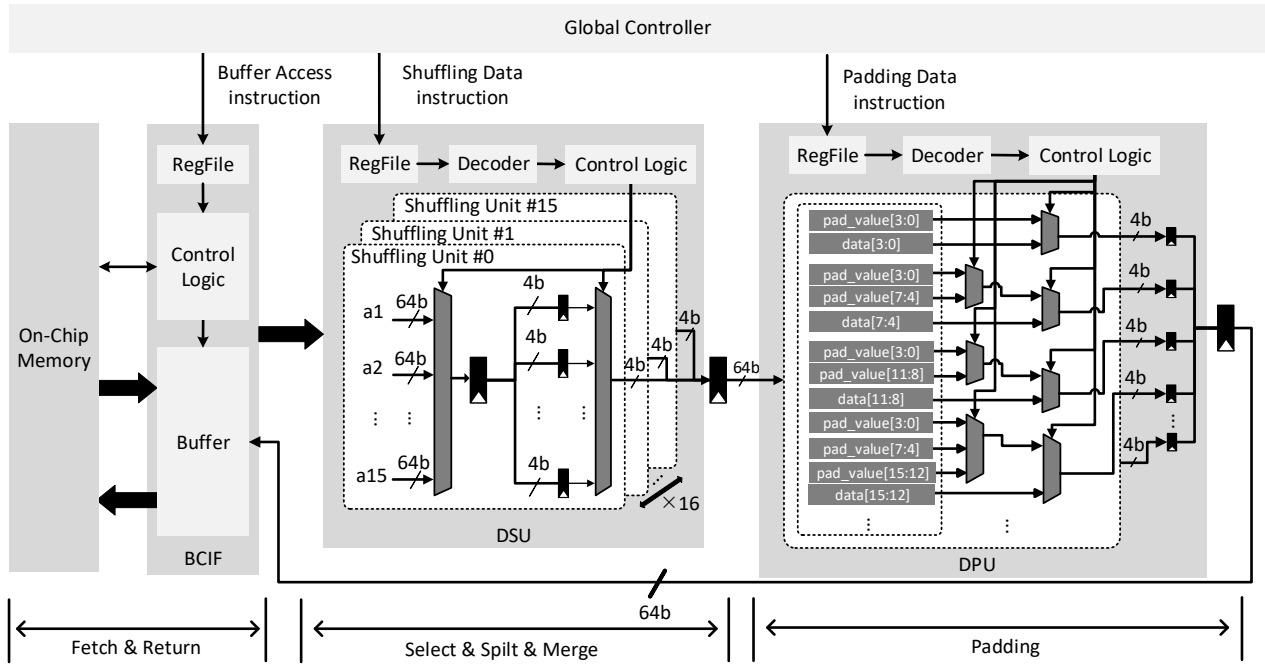 Global Controller
Buffer Access
instruction
Shuffling Data
instruction
Padding Data
instruction
On-Chip
Memory
RegFile
Control
Logic
Buffer
BCIF
RegFile
Decoder
Control Logic
Shuffling Unit #15
Shuffling Unit #1
Shuffling Unit #0
a1
64b
a2
64b
⋮
⋮
a15
64b
4b
4b
⋮
⋮
4b
4b
4b
4b
×16
DSU
64b
RegFile
Decoder
Control Logic
pad_value[3:0]
data[3:0]
pad_value[3:0]
pad_value[7:4]
data[7:4]
pad_value[3:0]
pad_value[11:8]
data[11:8]
pad_value[3:0]
pad_value[7:4]
pad_value[15:12]
data[15:12]
⋮
⋮
4b
4b
4b
4b
⋮
4b
DPU
64b
Fetch & Return
Select & Spilt & Merge
Padding